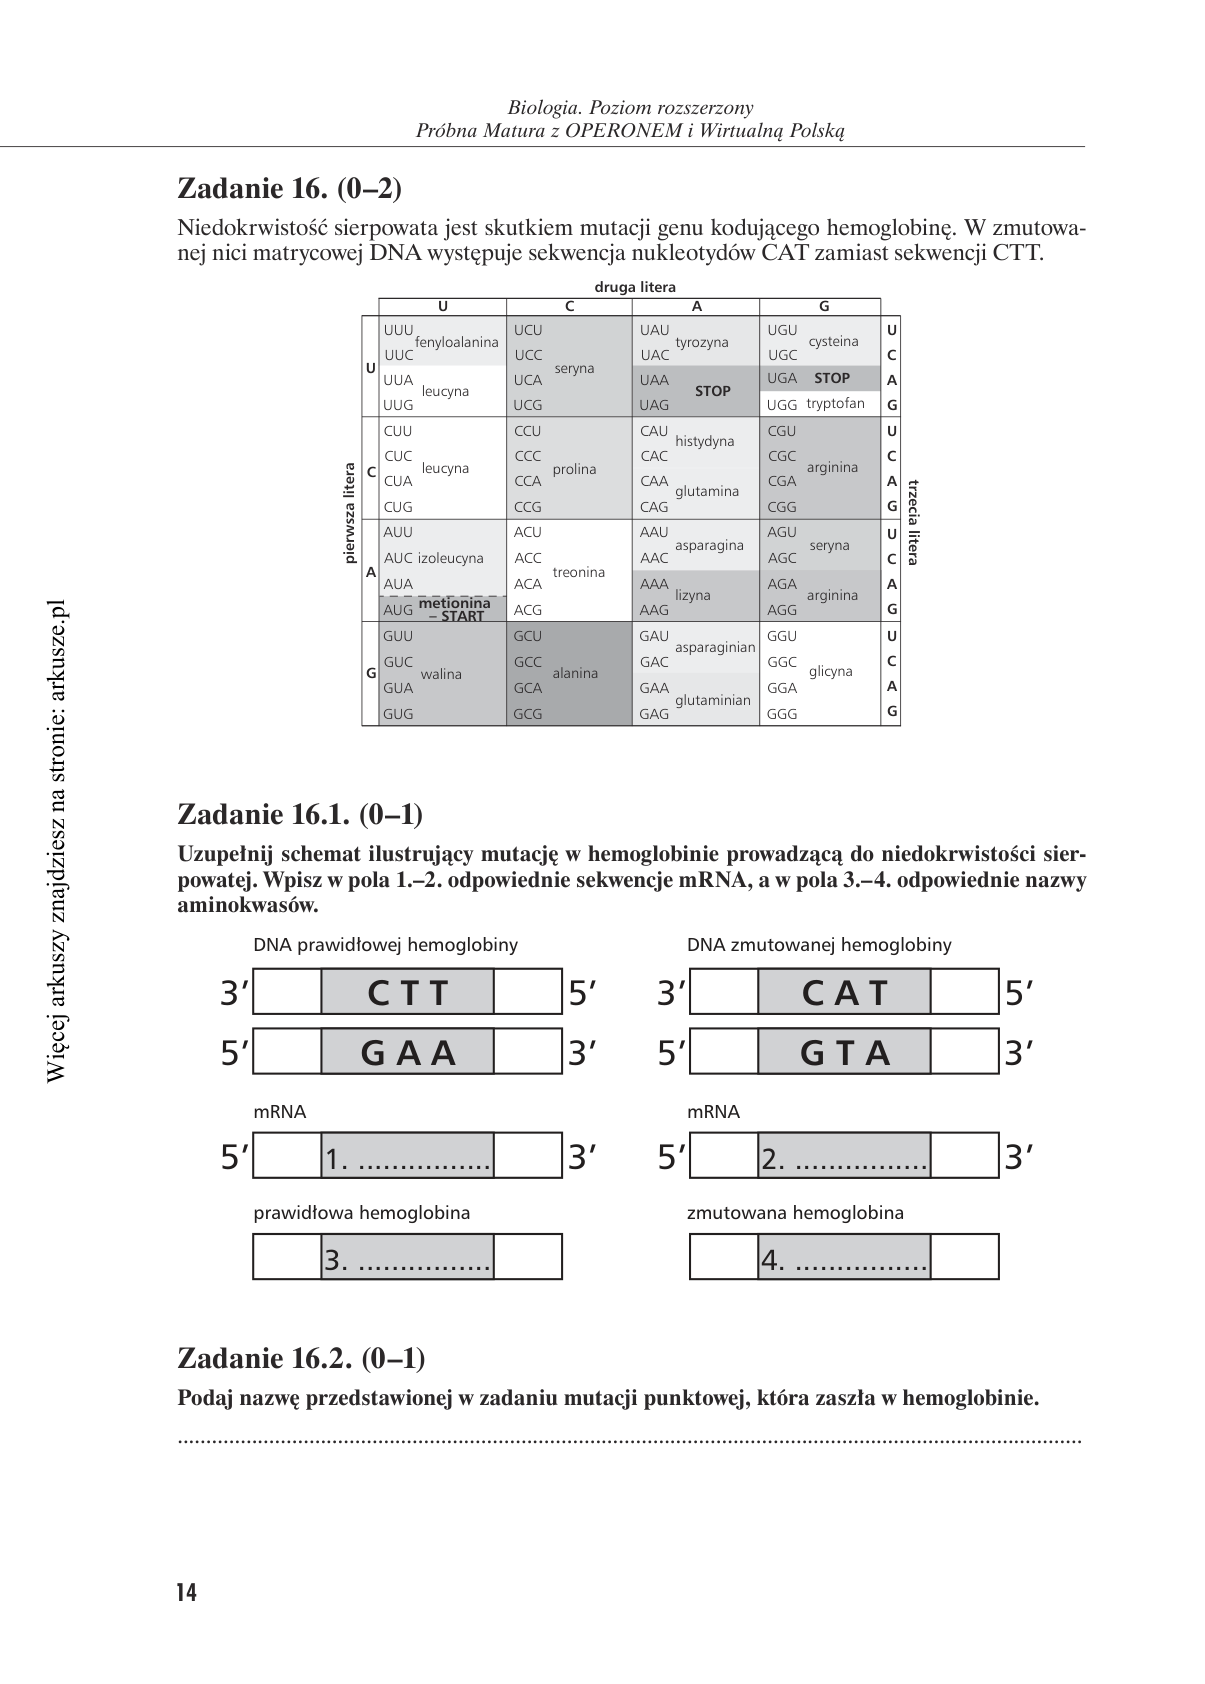 Biologia. Poziom rozszerzony
Próbna Matura z OPERONEM i Wirtualną Polską
Zadanie 16. (0–2)
Niedokrwistość sierpowata jest skutkiem mutacji genu kodującego hemoglobinę. W zmutowa-
nej nici matrycowej DNA występuje sekwencja nukleotydów CAT zamiast sekwencji CTT.
druga litera
U C A G
pierwsza litera
trzecia litera
U
UUU UUC fenyloalanina
UUA UUG leucyna
UCU UCC UCA UCG seryna
UAU UAC tyrozyna
UAA UAG STOP
UGU UGC cysteina
UGA STOP
UGG tryptofan
U C A G
C
CUU CUC CUA CUG leucyna
CCU CCC CCA CCG prolina
CAU CAC histydyna
CAA CAG glutamina
CGU CGC CGA CGG arginina
U C A G
A
AUU AUC AUA izoleucyna
AUG metionina – START
ACU ACC ACA ACG treonina
AAU AAC asparagina
AAA AAG lizyna
AGU AGC seryna
AGA AGG arginina
U C A G
G
GUU GUC GUA GUG walina
GCU GCC GCA GCG alanina
GAU GAC asparaginian
GAA GAG glutaminian
GGU GGC GGA GGG glicyna
U C A G
Zadanie 16.1. (0–1)
Uzupełnij schemat ilustrujący mutację w hemoglobinie prowadzącą do niedokrwistości sier-
powatej. Wpisz w pola 1.–2. odpowiednie sekwencje mRNA, a w pola 3.–4. odpowiednie nazwy
aminokwasów.
DNA prawidłowej hemoglobiny DNA zmutowanej hemoglobiny
3′ C T T 5′ 3′ C A T 5′
5′ G A A 3′ 5′ G T A 3′
mRNA mRNA
5′ 1. ................ 3′ 5′ 2. ................ 3′
prawidłowa hemoglobina zmutowana hemoglobina
3. ................ 4. ................
Zadanie 16.2. (0–1)
Podaj nazwę przedstawionej w zadaniu mutacji punktowej, która zaszła w hemoglobinie.
................................................................................
14
Więcej arkuszy znajdziesz na stronie: arkusze.pl